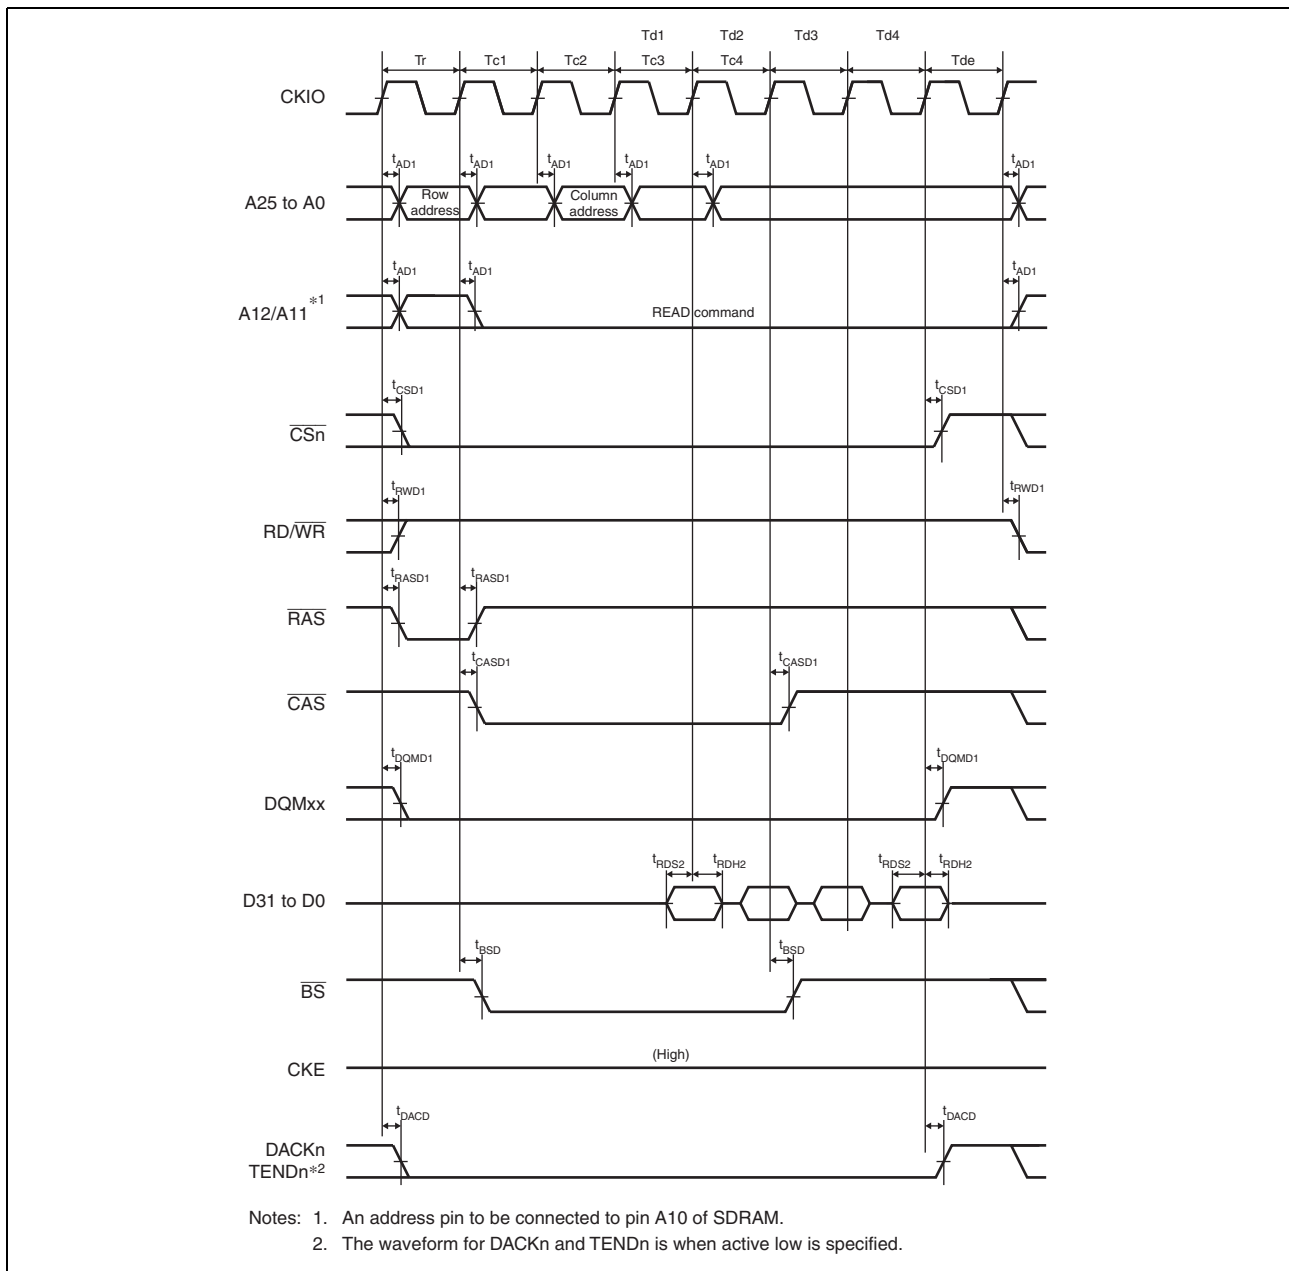 Td1 Td2 Td3 Td4
Tr Tc1 Tc2 Tc3 Tc4 Tde
CKIO
tAD1 tAD1 tAD1 tAD1 tAD1 tAD1
A25 to A0
Row address
Column address
tAD1 tAD1 tAD1
A12/A11*1
READ command
tCSD1 tCSD1
CSn
tRWD1 tRWD1
RD/WR
tRASD1 tRASD1
RAS
tCASD1 tCASD1
CAS
tDQMD1 tDQMD1
DQMxx
tRDS2 tRDH2 tRDS2 tRDH2
D31 to D0
tBSD tBSD
BS
(High)
CKE
tDACD tDACD
DACKn
TENDn*2
Notes: 1. An address pin to be connected to pin A10 of SDRAM.
2. The waveform for DACKn and TENDn is when active low is specified.